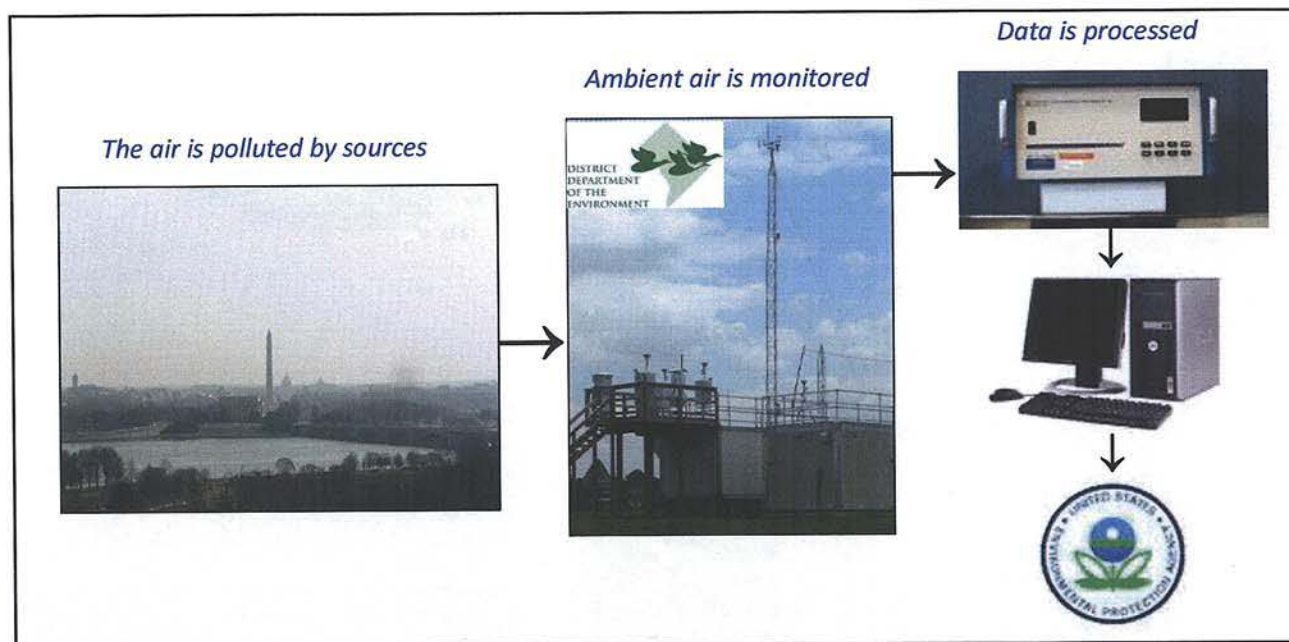 Data is processed
Ambient air is monitored
The air is polluted by sources
DISTRICT
DEPARTMENT
OF THE
ENVIRONMENT
UNITED STATES
ENVIRONMENTAL PROTECTION AGENCY